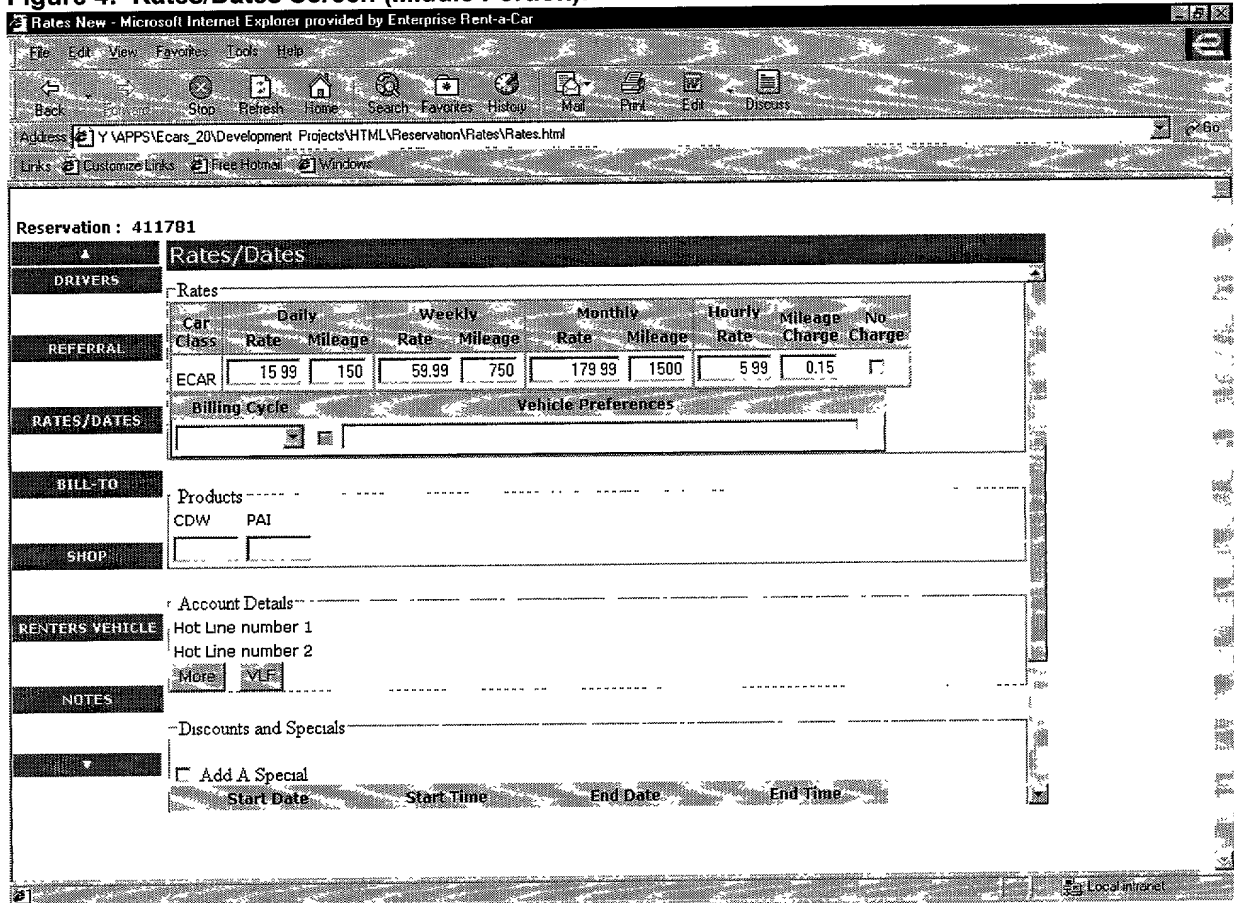 Figure 4. Rates/Dates Screen (Middle Portion)
Rates New - Microsoft Internet Explorer provided by Enterprise Rent-a-Car
File Edit View Favorites Tools Help
Back Forward Stop Refresh Home Search Favorites History Mail Print Edit Discuss
Address Y \APPS\Ecars_20\Development Projects\HTML\Reservation\Rates\Rates.html Go
Links Customize Links Free Hotmail Windows
Reservation : 411781
Rates/Dates
DRIVERS
REFERRAL
RATES/DATES
BILL-TO
SHOP
RENTERS VEHICLE
NOTES
Rates
Car Class Daily Weekly Monthly Hourly Mileage No
Rate Mileage Rate Mileage Rate Mileage Rate Charge Charge
ECAR 15 99 150 59.99 750 179 99 1500 5 99 0.15
Billing Cycle Vehicle Preferences
Products
CDW PAI
Account Details
Hot Line number 1
Hot Line number 2
More VLF
Discounts and Specials
Add A Special
Start Date Start Time End Date End Time
Local intranet